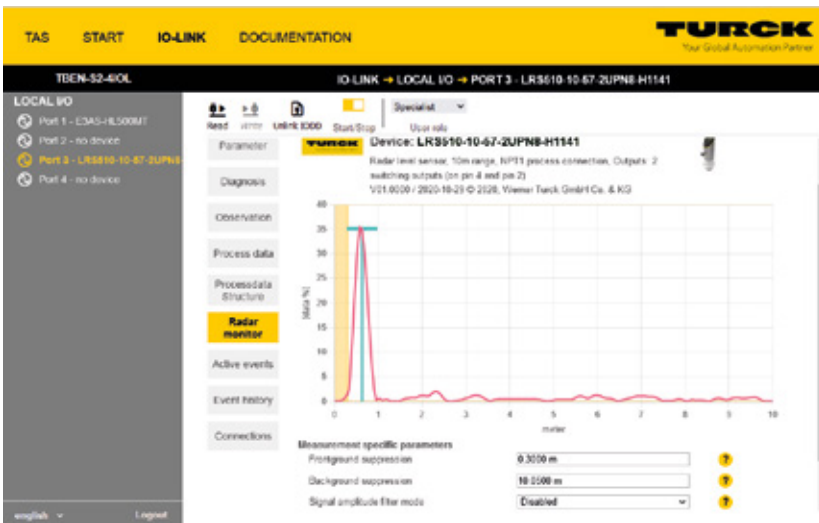 TAS START IO-LINK DOCUMENTATION
TURCK
Your Global Automation Partner
TBEN-S2-4IOL
IO-LINK → LOCAL I/O → PORT 3 - LRS510-10-67-2UPN8-H1141
LOCAL I/O
Port 1 - E3AS-HL500MT
Port 2 - no device
Port 3 - LRS510-10-67-2UPN8-
Port 4 - no device
english
Logout
Read Write Unlink IODD Start/Stop
Specialist
User role
Parameter
Diagnosis
Observation
Process data
Processdata
Structure
Radar
monitor
Active events
Event history
Connections
TURCK
Device: LRS510-10-67-2UPN8-H1141
Radar level sensor, 10m range, NPT1 process connection, Outputs: 2
switching outputs (on pin 4 and pin 2)
V01.0000 / 2020-10-29 © 2020, Werner Turck GmbH Co. & KG
[data %]
40
35
30
25
20
15
10
5
0
0 1 2 3 4 5 6 7 8 9 10
meter
Measurement specific parameters
Frontground suppression 0.3000 m ?
Background suppression 10.0500 m ?
Signal amplitude filter mode Disabled ?